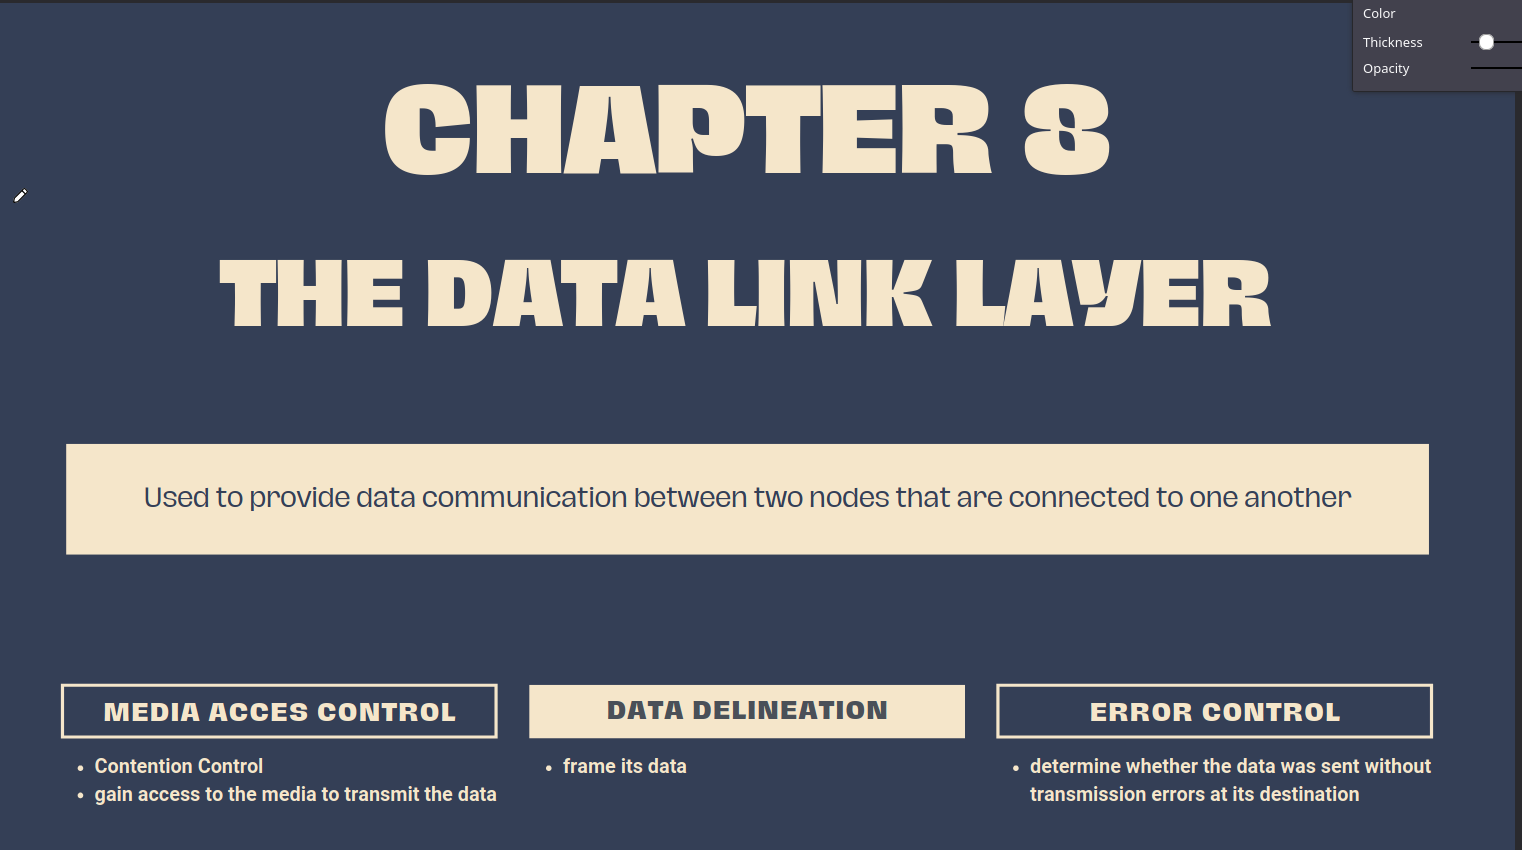 Color
Thickness
Opacity
CHAPTER 8
THE DATA LINK LAYER
Used to provide data communication between two nodes that are connected to one another
MEDIA ACCES CONTROL
• Contention Control
• gain access to the media to transmit the data
DATA DELINEATION
• frame its data
ERROR CONTROL
• determine whether the data was sent without
transmission errors at its destination